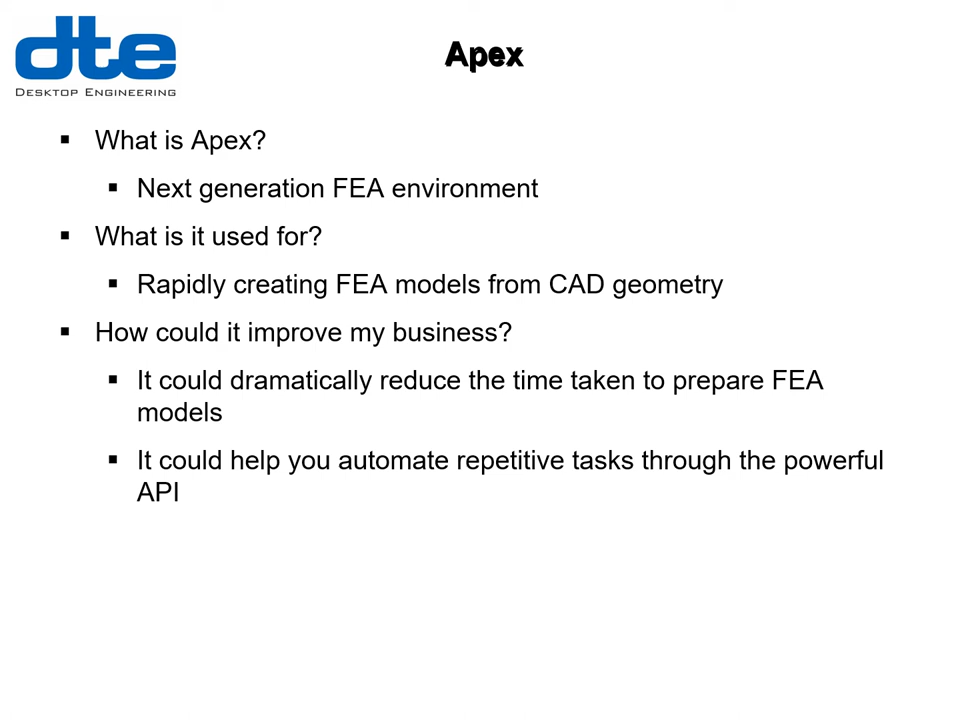 dte
DESKTOP ENGINEERING
Apex
▪ What is Apex?
▪ Next generation FEA environment
▪ What is it used for?
▪ Rapidly creating FEA models from CAD geometry
▪ How could it improve my business?
▪ It could dramatically reduce the time taken to prepare FEA
models
▪ It could help you automate repetitive tasks through the powerful
API